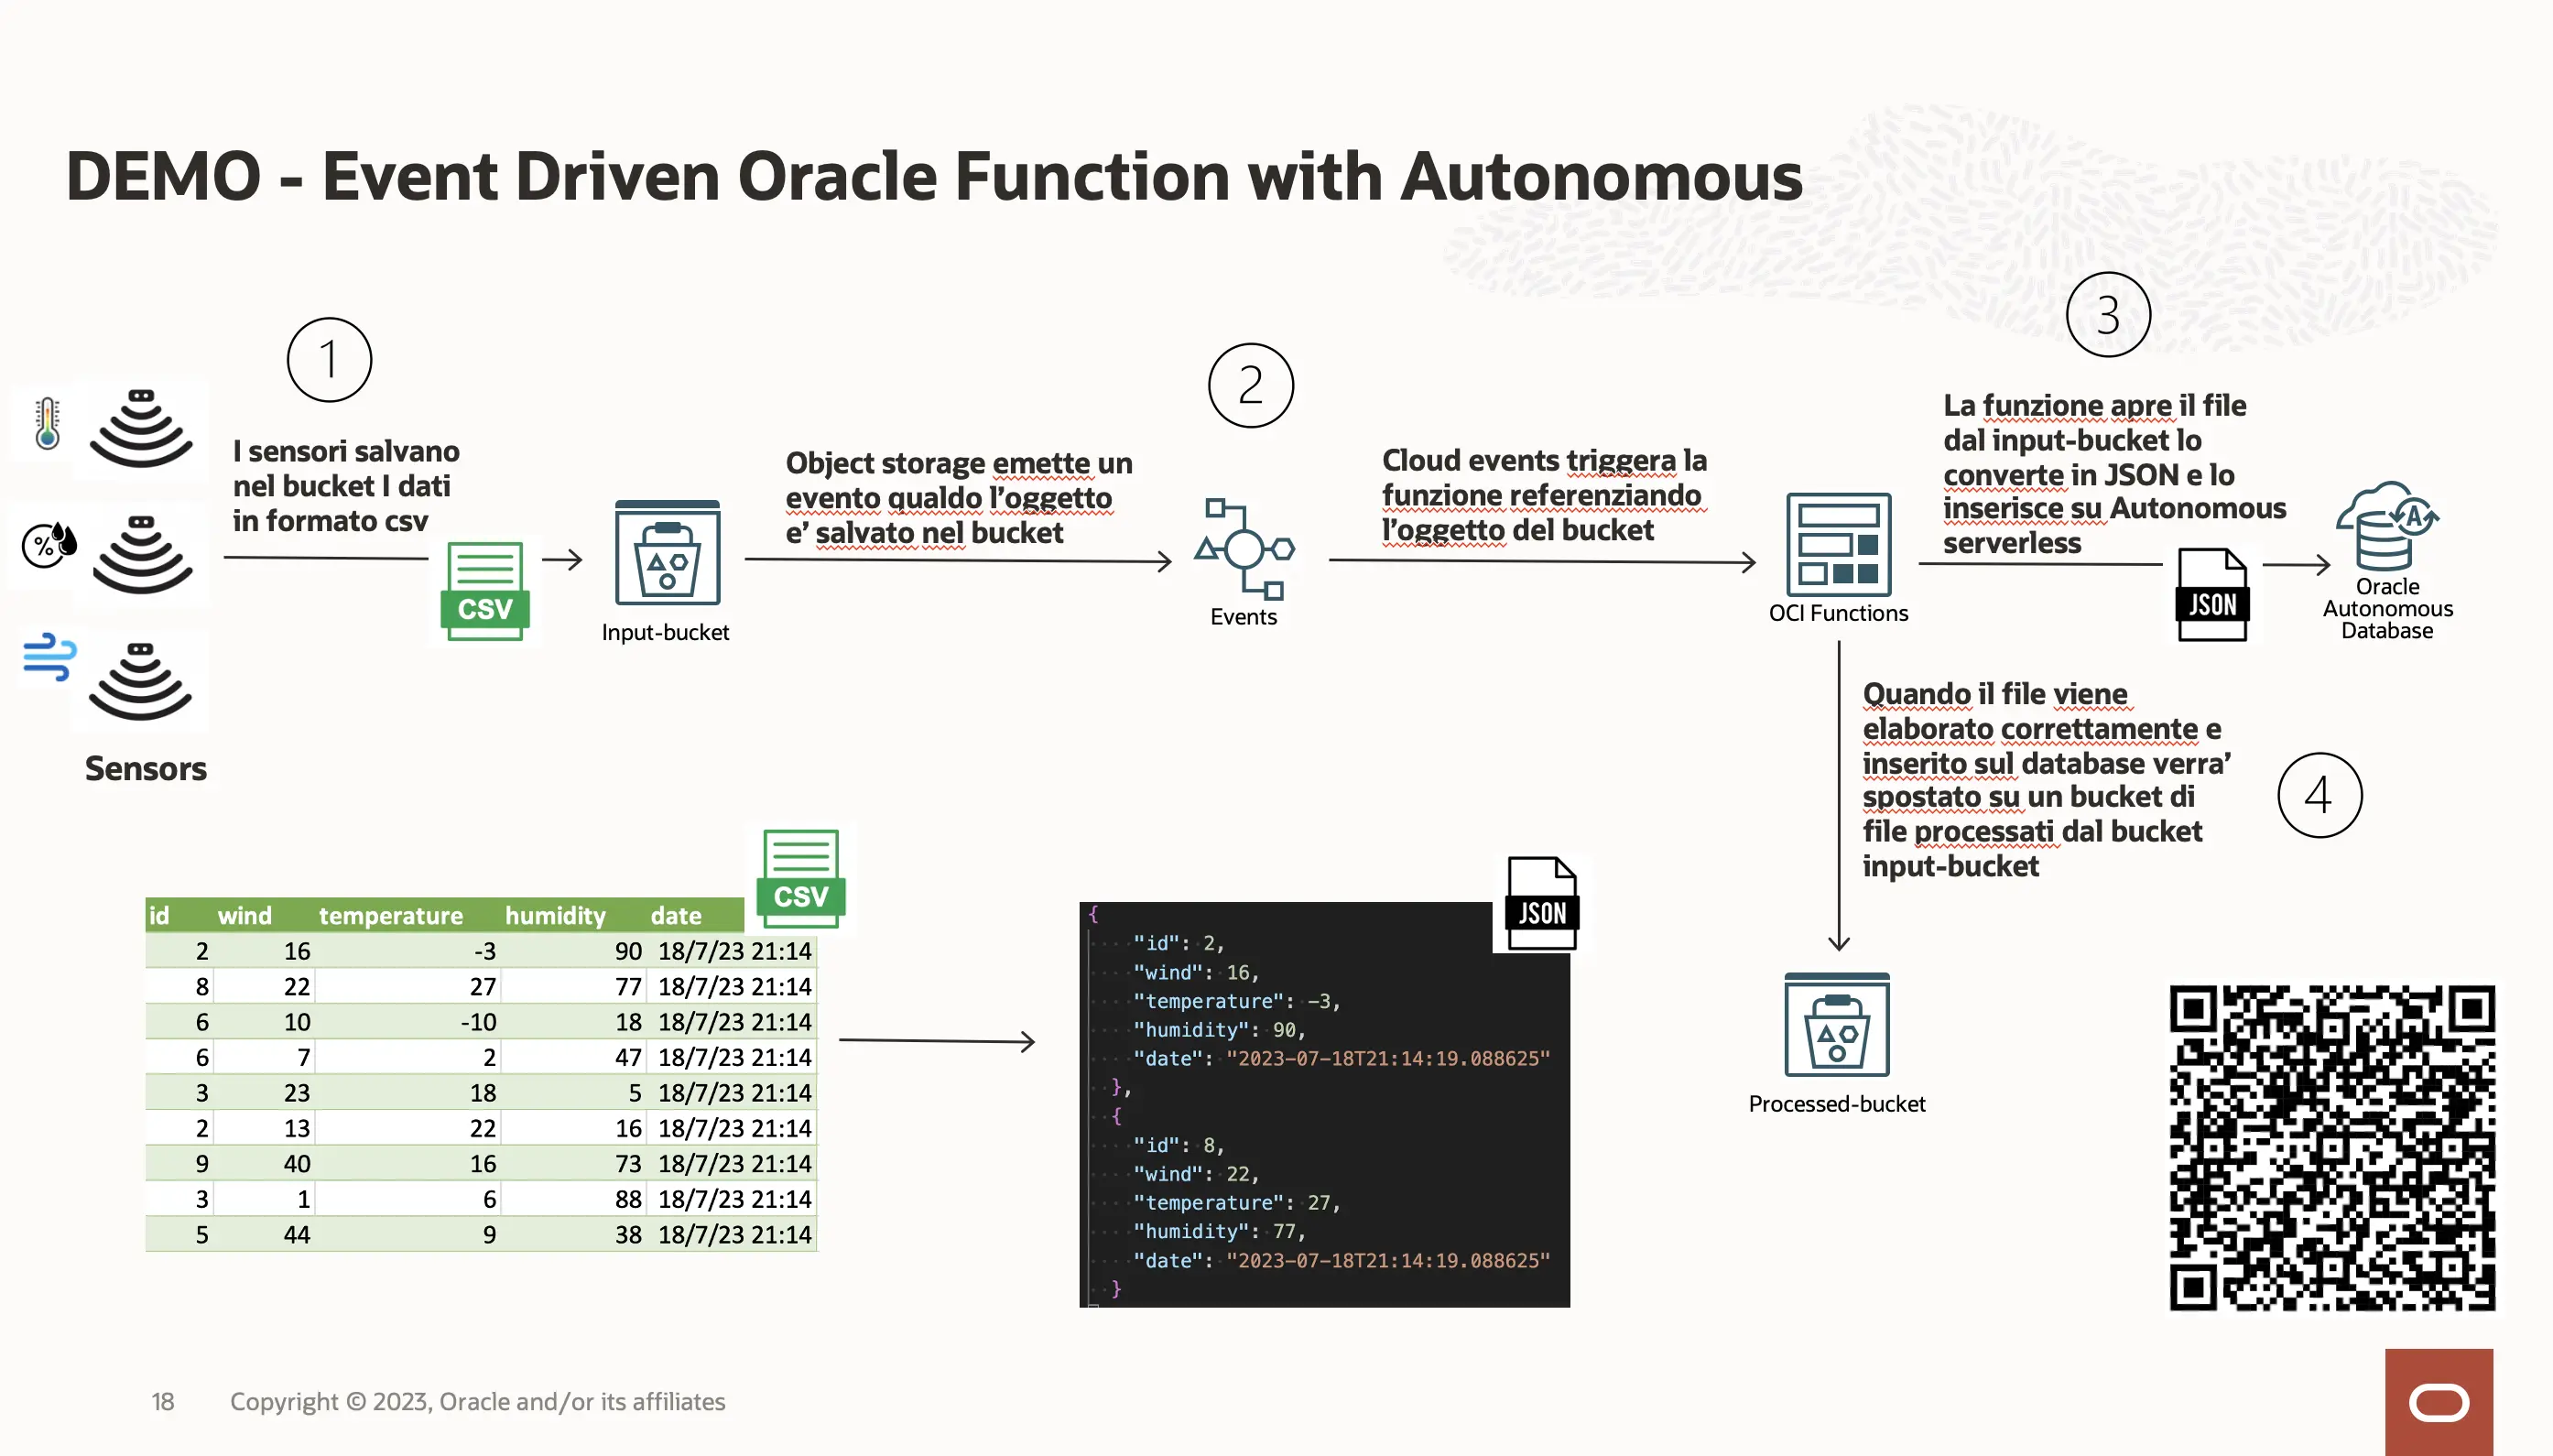 DEMO - Event Driven Oracle Function with Autonomous
1
I sensori salvano
nel bucket I dati
in formato csv
%
CSV
Input-bucket
Sensors
Object storage emette un
evento qualdo l’oggetto
e’ salvato nel bucket
2
Events
Cloud events triggera la
funzione referenziando
l’oggetto del bucket
OCI Functions
3
La funzione apre il file
dal input-bucket lo
converte in JSON e lo
inserisce su Autonomous
serverless
JSON
A
Oracle
Autonomous
Database
Quando il file viene
elaborato correttamente e
inserito sul database verra’
spostato su un bucket di
file processati dal bucket
input-bucket
4
Processed-bucket
CSV
id wind temperature humidity date
2 16 -3 90 18/7/23 21:14
8 22 27 77 18/7/23 21:14
6 10 -10 18 18/7/23 21:14
6 7 2 47 18/7/23 21:14
3 23 18 5 18/7/23 21:14
2 13 22 16 18/7/23 21:14
9 40 16 73 18/7/23 21:14
3 1 6 88 18/7/23 21:14
5 44 9 38 18/7/23 21:14
JSON
{
"id": 2,
"wind": 16,
"temperature": -3,
"humidity": 90,
"date": "2023-07-18T21:14:19.088625"
},
{
"id": 8,
"wind": 22,
"temperature": 27,
"humidity": 77,
"date": "2023-07-18T21:14:19.088625"
}
18 Copyright © 2023, Oracle and/or its affiliates